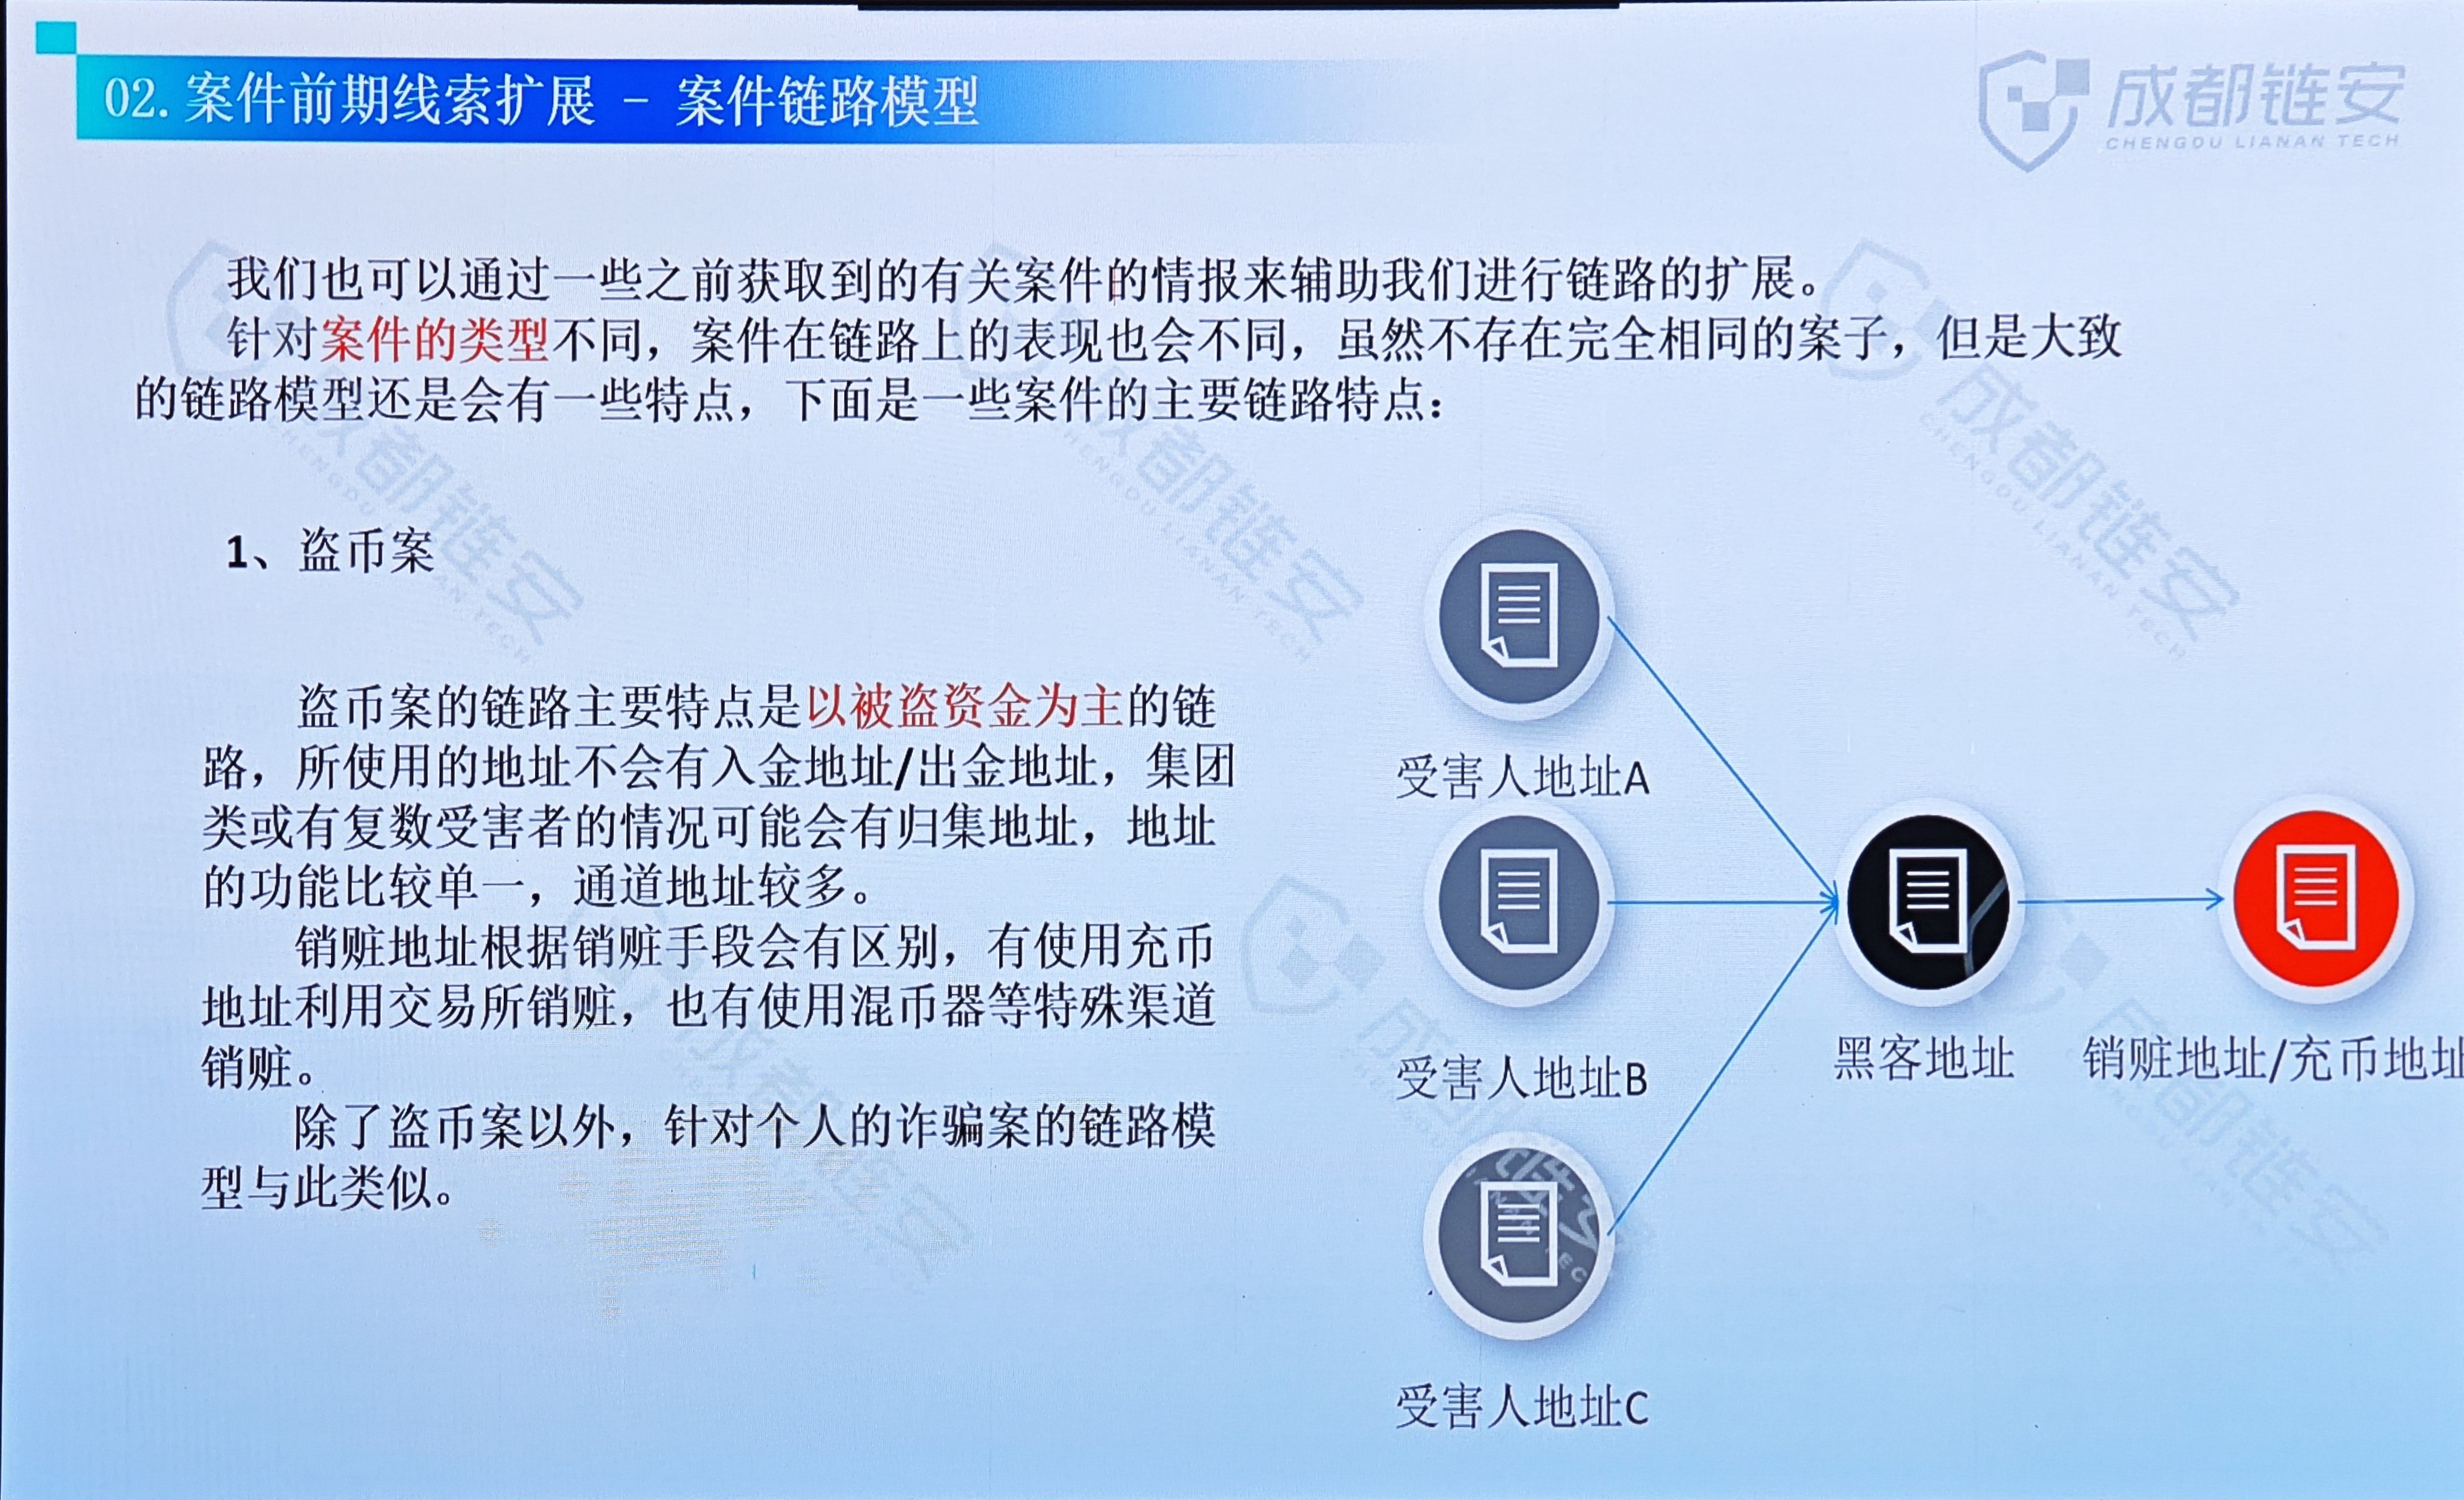 02.案件前期线索扩展 － 案件链路模型
成都链安
CHENGDU LIANAN TECH
我们也可以通过一些之前获取到的有关案件的情报来辅助我们进行链路的扩展。
针对案件的类型不同，案件在链路上的表现也会不同，虽然不存在完全相同的案子，但是大致
的链路模型还是会有一些特点，下面是一些案件的主要链路特点：
1、盗币案
盗币案的链路主要特点是以被盗资金为主的链
路，所使用的地址不会有入金地址/出金地址，集团
类或有复数受害者的情况可能会有归集地址，地址
的功能比较单一，通道地址较多。
销赃地址根据销赃手段会有区别，有使用充币
地址利用交易所销赃，也有使用混币器等特殊渠道
销赃。
除了盗币案以外，针对个人的诈骗案的链路模
型与此类似。
受害人地址A
受害人地址B
受害人地址C
黑客地址
销赃地址/充币地址